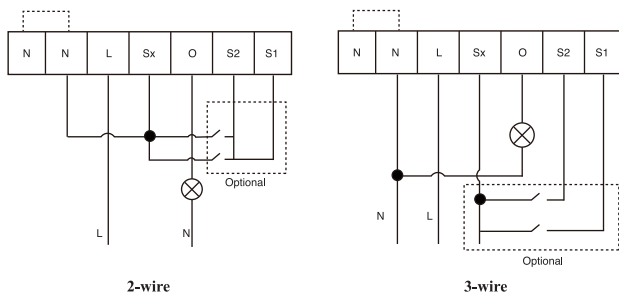 N N L Sx O S2 S1
Optional
L N
2-wire
N N L Sx O S2 S1
N L
Optional
3-wire